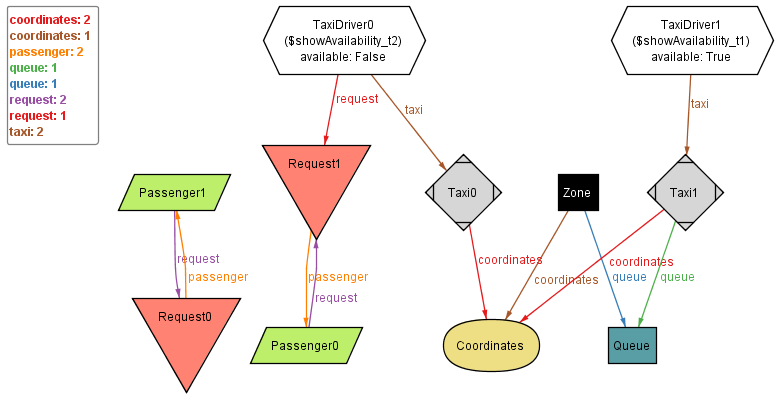 coordinates: 2
coordinates: 1
passenger: 2
queue: 1
queue: 1
request: 2
request: 1
taxi: 2
TaxiDriver0
($showAvailability_t2)
available: False
TaxiDriver1
($showAvailability_t1)
available: True
request
taxi
taxi
Request1
Passenger1
Taxi0
Zone
Taxi1
request
passenger
passenger
request
coordinates
coordinates
coordinates
queue
queue
Request0
Passenger0
Coordinates
Queue